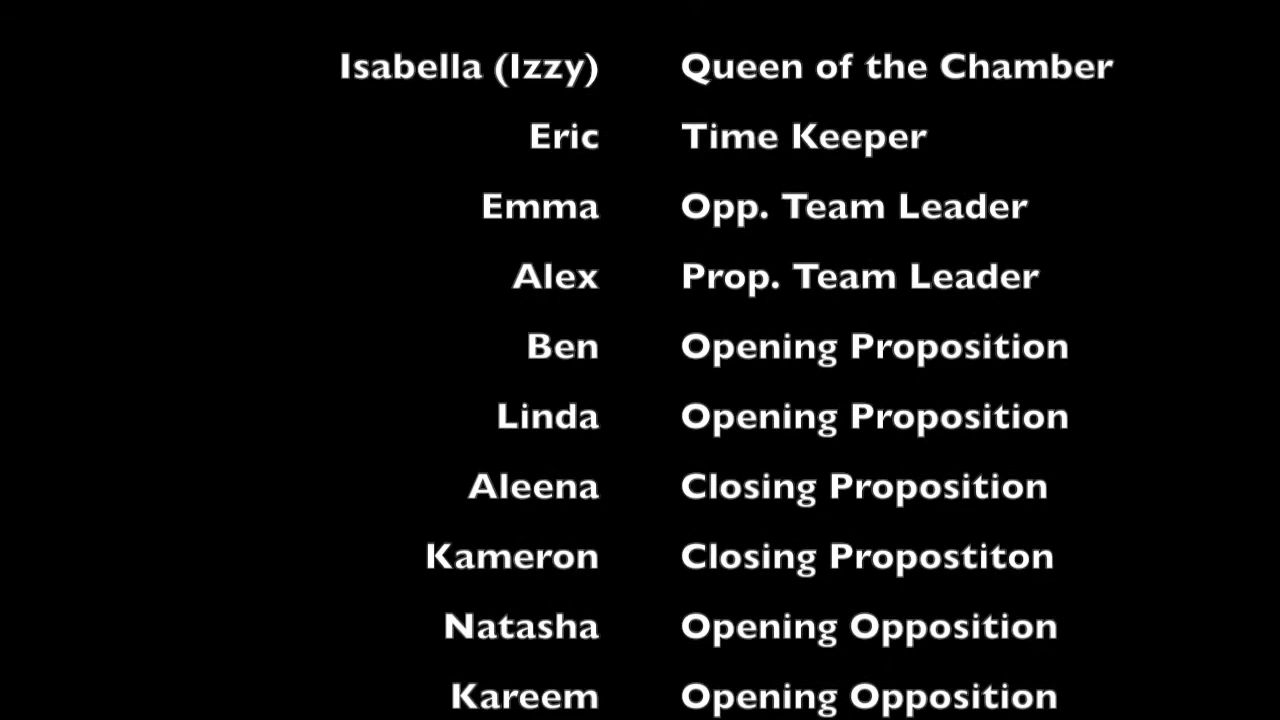 Isabella (Izzy) Queen of the Chamber
Eric Time Keeper
Emma Opp. Team Leader
Alex Prop. Team Leader
Ben Opening Proposition
Linda Opening Proposition
Aleena Closing Proposition
Kameron Closing Propostiton
Natasha Opening Opposition
Kareem Opening Opposition